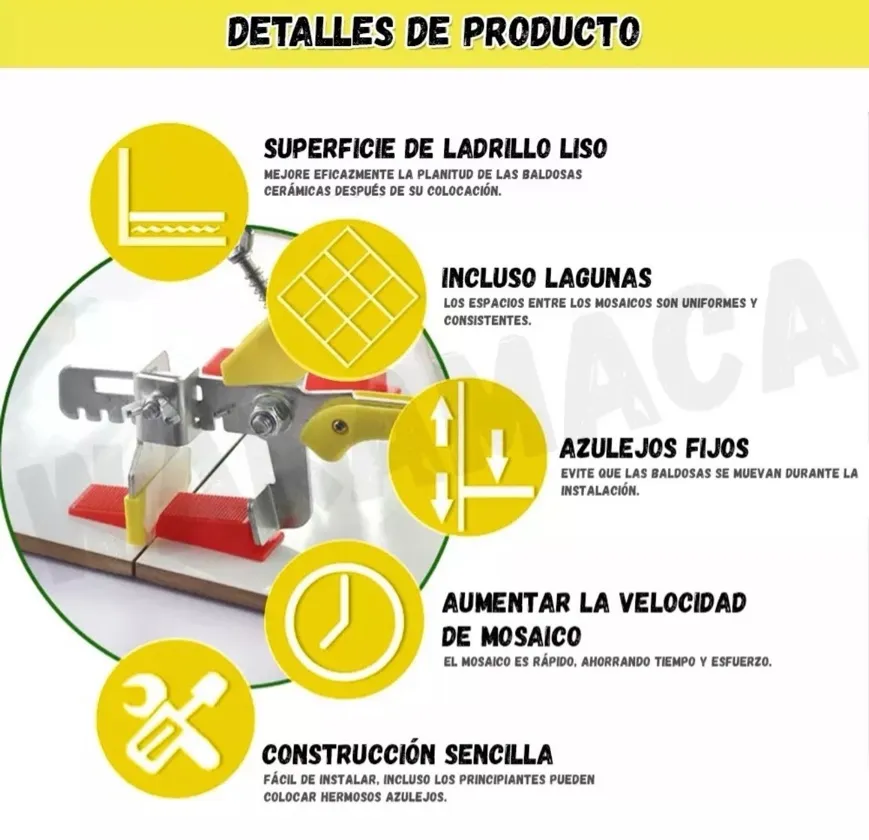 DETALLES DE PRODUCTO
SUPERFICIE DE LADRILLO LISO
MEJORE EFICAZMENTE LA PLANITUD DE LAS BALDOSAS
CERÁMICAS DESPUÉS DE SU COLOCACIÓN.
INCLUSO LAGUNAS
LOS ESPACIOS ENTRE LOS MOSAICOS SON UNIFORMES Y
CONSISTENTES.
AZULEJOS FIJOS
EVITE QUE LAS BALDOSAS SE MUEVAN DURANTE LA
INSTALACIÓN.
AUMENTAR LA VELOCIDAD
DE MOSAICO
EL MOSAICO ES RÁPIDO, AHORRANDO TIEMPO Y ESFUERZO.
CONSTRUCCIÓN SENCILLA
FÁCIL DE INSTALAR, INCLUSO LOS PRINCIPIANTES PUEDEN
COLOCAR HERMOSOS AZULEJOS.